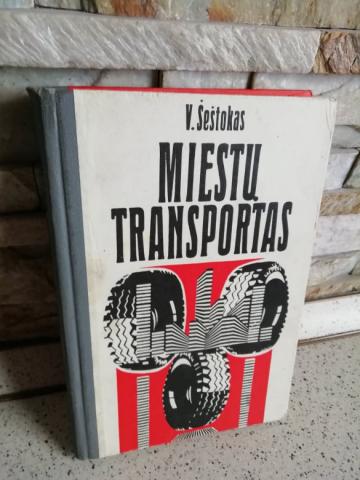 V. Šeštokas
MIESTŲ
TRANSPORTAS